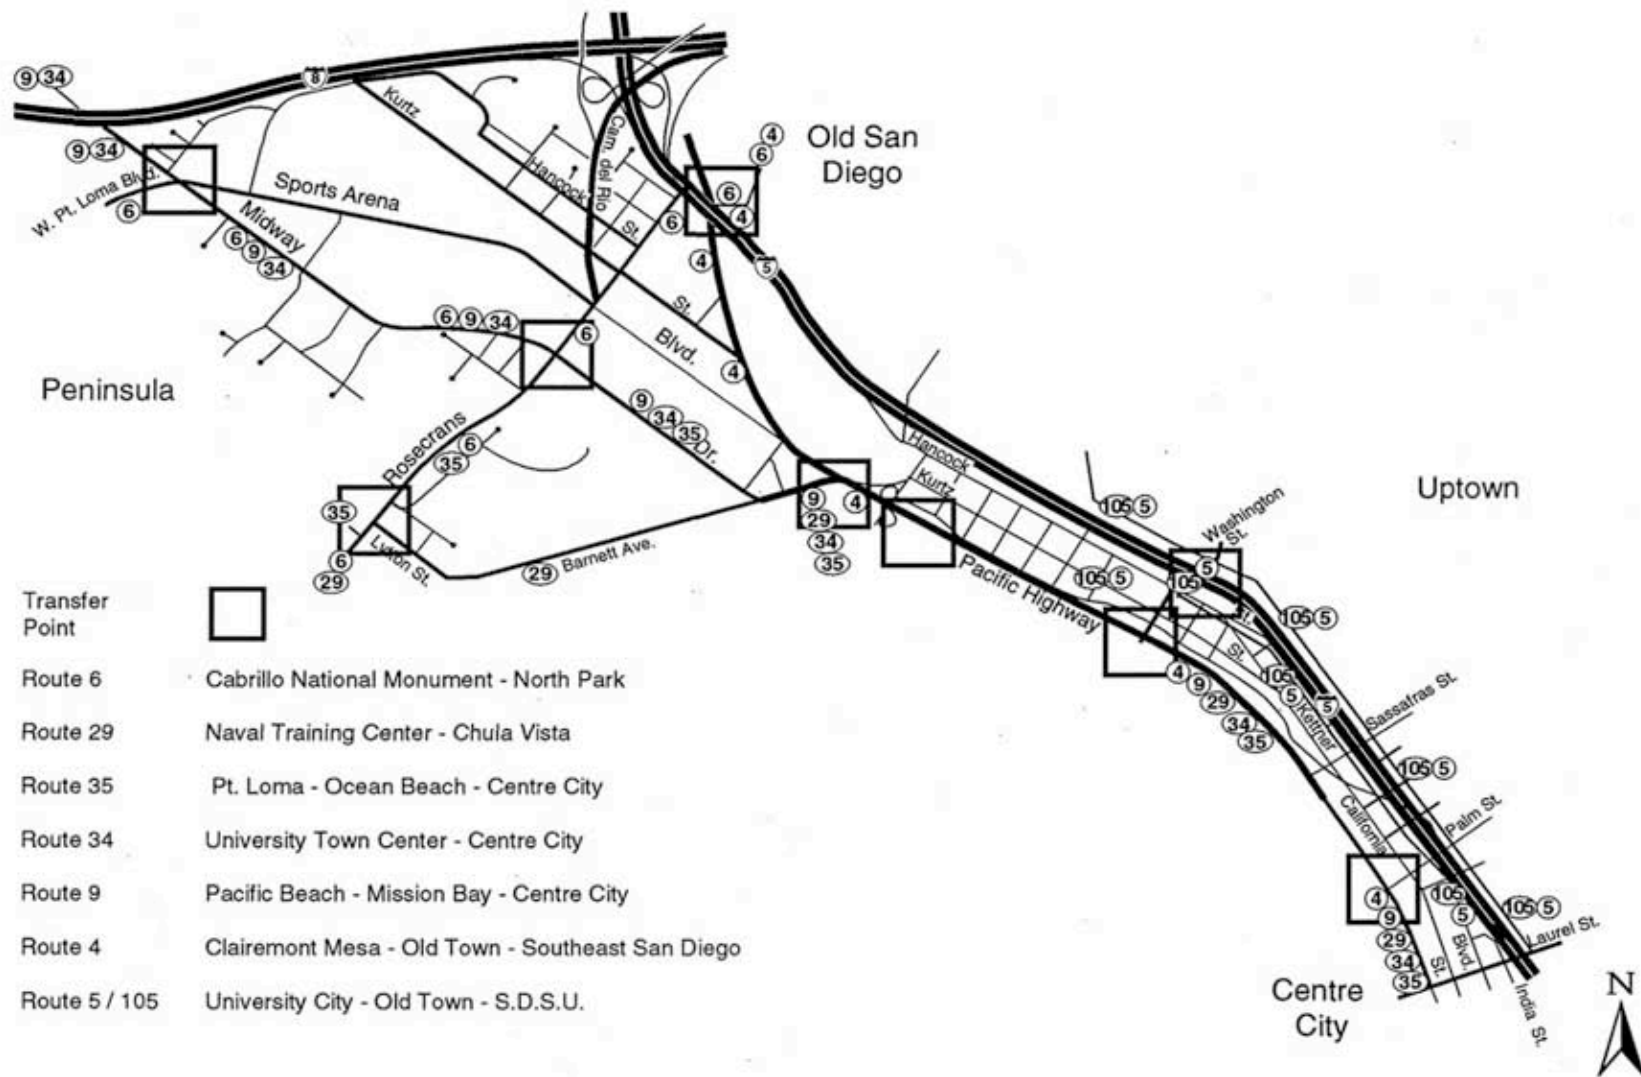 9 34
8
9 34
W. Pt. Loma Blvd.
6
Kurtz
Sports Arena
Midway
6
9
34
Hancock
St.
Cam. del Rio
4
6
Old San
Diego
6
4
6
4
5
St.
Blvd.
6 9 34
6
4
Peninsula
9
34
35
Dr.
Rosecrans
6
35
35
Lytton St.
6
29
29
Barnett Ave.
9
4
29
34
35
Hancock
Kurtz
Pacific Highway
105 5
Uptown
Washington
St.
5
105
105 5
St.
St.
105 5
4
9
29
34
35
105
5
5
Kettner
Sassafras St.
105 5
California
Palm St.
4
9
29
34
35
105
5
105 5
Laurel St.
St.
Blvd.
India St.
Centre
City
N
Transfer
Point
Route 6 Cabrillo National Monument - North Park
Route 29 Naval Training Center - Chula Vista
Route 35 Pt. Loma - Ocean Beach - Centre City
Route 34 University Town Center - Centre City
Route 9 Pacific Beach - Mission Bay - Centre City
Route 4 Clairemont Mesa - Old Town - Southeast San Diego
Route 5 / 105 University City - Old Town - S.D.S.U.